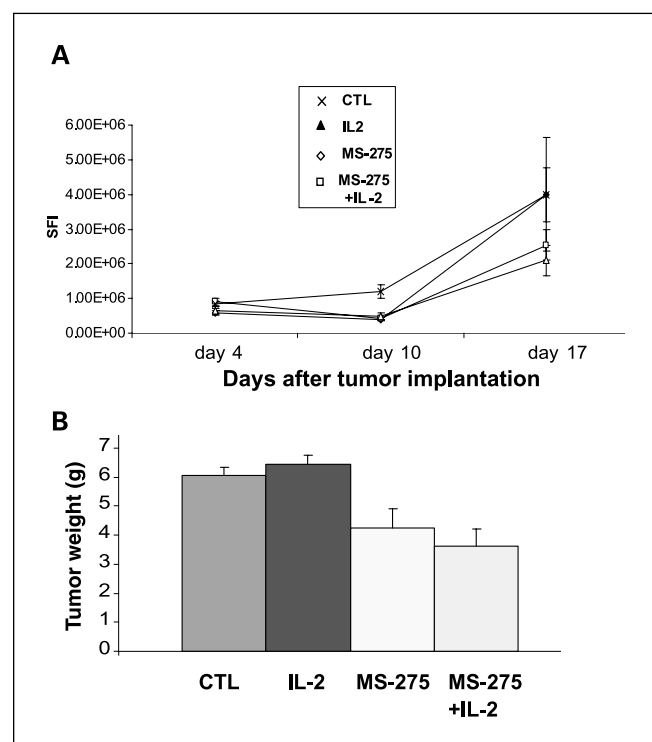 A
CTL
IL2
MS-275
MS-275
+IL-2
6.00E+06
5.00E+06
4.00E+06
3.00E+06
2.00E+06
1.00E+06
0.00E+00
SFI
day 4 day 10 day 17
Days after tumor implantation
B
7
6
5
4
3
2
1
0
Tumor weight (g)
CTL IL-2 MS-275 MS-275
+IL-2